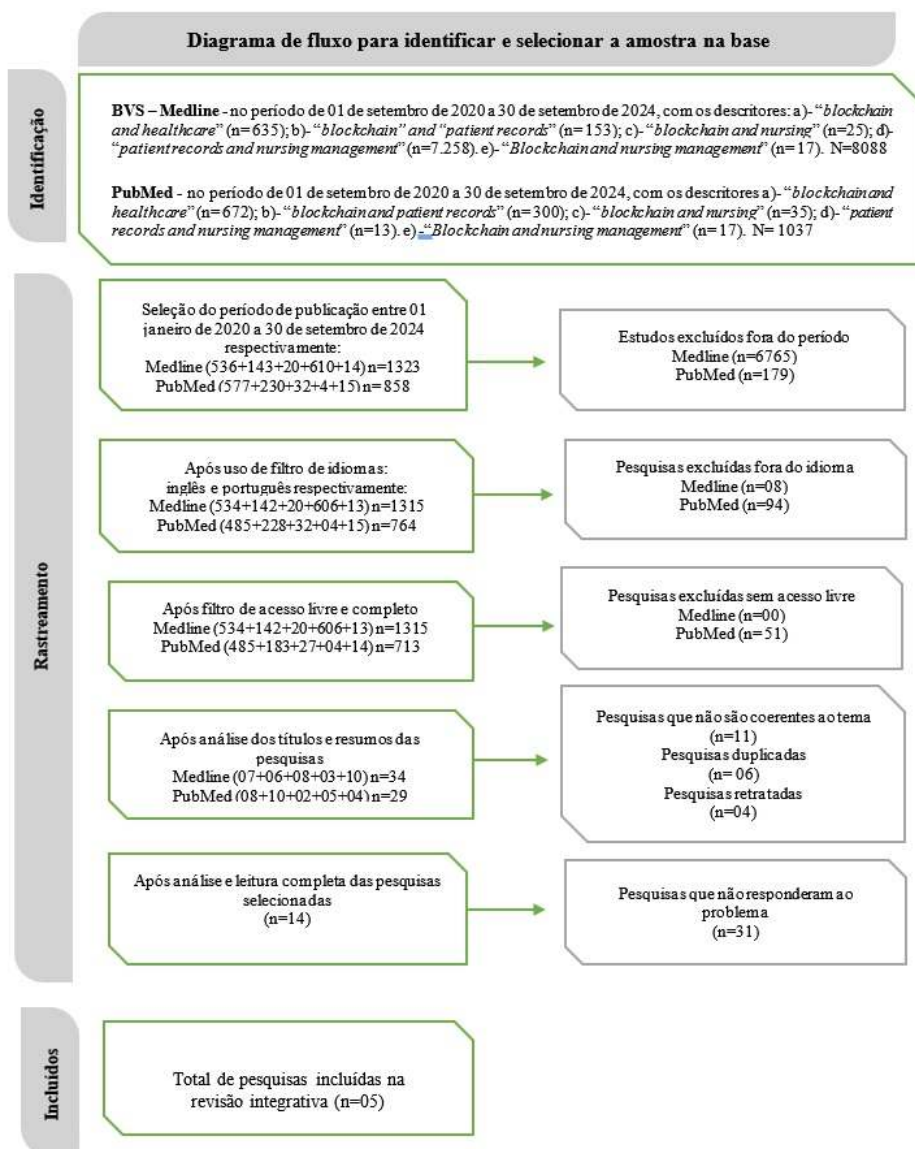 Diagrama de fluxo para identificar e selecionar a amostra na base
Identificação
BVS – Medline - no período de 01 de setembro de 2020 a 30 de setembro de 2024, com os descritores: a)- “blockchain
and healthcare” (n=635); b)- “blockchain” and “patient records” (n=153); c)- “blockchain and nursing” (n=25); d)-
“patient records and nursing management” (n=7.258). e)- “Blockchain and nursing management” (n= 17). N=8088
PubMed - no período de 01 de setembro de 2020 a 30 de setembro de 2024, com os descritores a)- “blockchain and
healthcare” (n= 672); b)- “blockchain and patient records” (n=300); c)- “blockchain and nursing” (n=35); d)- “patient
records and nursing management” (n=13). e) -“Blockchain and nursing management” (n= 17). N= 1037
Rastreamento
Seleção do período de publicação entre 01
janeiro de 2020 a 30 de setembro de 2024
respectivamente:
Medline (536+143+20+610+14) n=1323
PubMed (577+230+32+4+15) n= 858
Estudos excluídos fora do período
Medline (n=6765)
PubMed (n=179)
Após uso de filtro de idiomas:
inglês e português respectivamente:
Medline (534+142+20+606+13) n=1315
PubMed (485+228+32+04+15) n=764
Pesquisas excluídas fora do idioma
Medline (n=08)
PubMed (n=94)
Após filtro de acesso livre e completo
Medline (534+142+20+606+13) n=1315
PubMed (485+183+27+04+14) n=713
Pesquisas excluídas sem acesso livre
Medline (n=00)
PubMed (n= 51)
Após análise dos títulos e resumos das
pesquisas
Medline (07+06+08+03+10) n=34
PubMed (08+10+02+05+04) n=29
Pesquisas que não são coerentes ao tema
(n=11)
Pesquisas duplicadas
(n= 06)
Pesquisas retratadas
(n=04)
Após análise e leitura completa das pesquisas
selecionadas
(n=14)
Pesquisas que não responderam ao
problema
(n=31)
Incluídos
Total de pesquisas incluídas na
revisão integrativa (n=05)